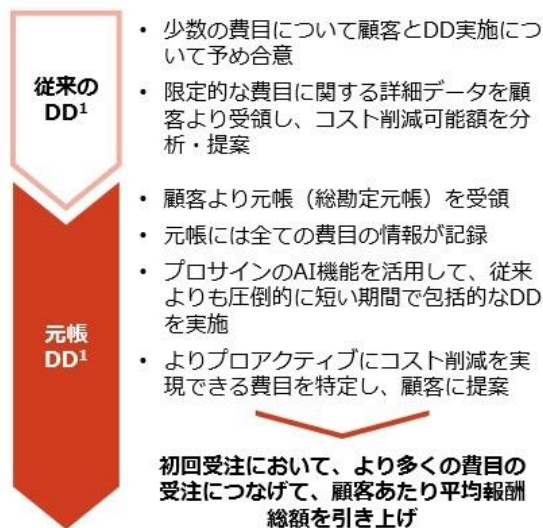 従来の
DD1
• 少数の費目について顧客とDD実施につ
いて予め合意
• 限定的な費目に関する詳細データを顧
客より受領し、コスト削減可能額を分
析・提案
元帳
DD1
• 顧客より元帳（総勘定元帳）を受領
• 元帳には全ての費目の情報が記録
• プロサインのAI機能を活用して、従来
よりも圧倒的に短い期間で包括的なDD
を実施
• よりプロアクティブにコスト削減を実
現できる費目を特定し、顧客に提案
初回受注において、より多くの費目の
受注につなげて、顧客あたり平均報酬
総額を引き上げ